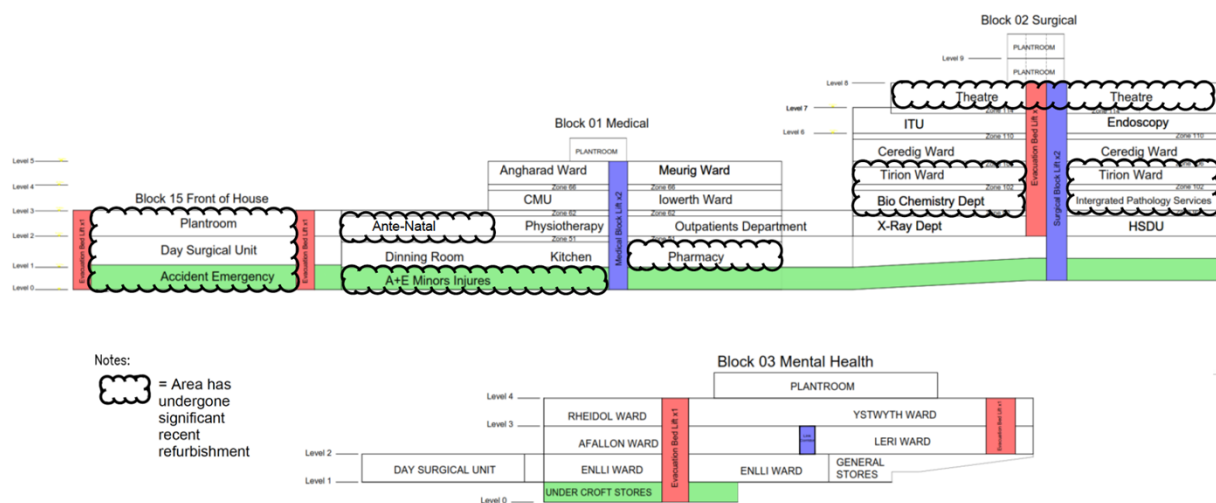 Block 02 Surgical
PLANTROOM
Level 9
PLANTROOM
Level 8
Theatre
Theatre
Level 7
Zone 114
Zone 114
ITU
Endoscopy
Block 01 Medical
Level 6
Zone 110
Zone 110
PLANTROOM
Ceredig Ward
Ceredig Ward
Level 5
Angharad Ward
Meurig Ward
Tirion Ward
Tirion Ward
Level 4
Zone 66
Zone 66
Zone 102
Zone 102
Block 15 Front of House
CMU
Iowerth Ward
Bio Chemistry Dept
Intergrated Pathology Services
Level 3
Zone 62
Zone 62
Plantroom
Ante-Natal
Physiotherapy
Outpatients Department
X-Ray Dept
HSDU
Level 2
Zone 51
Day Surgical Unit
Dinning Room
Kitchen
Pharmacy
Level 1
Accident Emergency
A+E Minors Injures
Level 0
Evacuation Bed Lift x1
Evacuation Bed Lift x1
Medical Block Lift x2
Evacuation Bed Lift x1
Surgical Block Lift x2
Notes:
= Area has
undergone
significant
recent
refurbishment
Block 03 Mental Health
PLANTROOM
Level 4
RHEIDOL WARD
YSTWYTH WARD
Level 3
AFALLON WARD
LERI WARD
Level 2
DAY SURGICAL UNIT
ENLLI WARD
ENLLI WARD
GENERAL
STORES
Level 1
UNDER CROFT STORES
Level 0
Evacuation Bed Lift x1
Evacuation Bed Lift x1